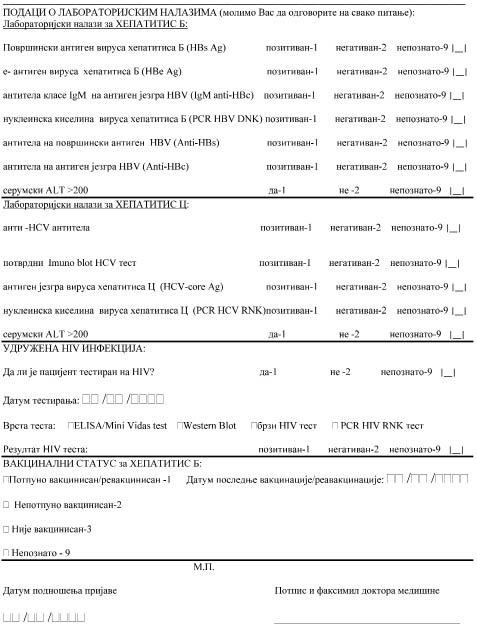 ПОДАЦИ О ЛАБОРАТОРИЈСКИМ НАЛАЗИМА (молимо Вас да одговорите на свако питање):
Лабораторијски налази за ХЕПАТИТИС Б:
Површински антиген вируса хепатитиса Б (HBs Ag) позитиван-1 негативан-2 непознато-9 |__|
е- антиген вируса хепатитиса Б (HBe Ag) позитиван-1 негативан-2 непознато-9 |__|
антитела класе IgM на антиген језгра HBV (IgM anti-HBc) позитиван-1 негативан-2 непознато-9 |__|
нуклеинска киселина вируса хепатитиса Б (PCR HBV DNK) позитиван-1 негативан-2 непознато-9 |__|
антитела на површински антиген HBV (Anti-HBs) позитиван-1 негативан-2 непознато-9 |__|
антитела на антиген језгра HBV (Anti-HBc) позитиван-1 негативан-2 непознато-9 |__|
серумски ALT >200 да-1 не -2 непознато-9 |__|
Лабораторијски налази за ХЕПАТИТИС Ц:
анти -HCV антитела позитиван-1 негативан-2 непознато-9 |__|
потврдни Imuno blot HCV тест позитиван-1 негативан-2 непознато-9 |__|
антиген језгра вируса хепатитиса Ц (HCV-core Ag) позитиван-1 негативан-2 непознато-9 |__|
нуклеинска киселина вируса хепатитиса Ц (PCR HCV RNK) позитиван-1 негативан-2 непознато-9 |__|
серумски ALT >200 да-1 не -2 непознато-9 |__|
УДРУЖЕНА HIV ИНФЕКЦИЈА:
Да ли је пацијент тестиран на HIV? да-1 не -2 непознато-9 |__|
Датум тестирања: □□ /□□ /□□□□
Врста теста: □ELISA/Mini Vidas test □Western Blot □брзи HIV тест □ PCR HIV RNK тест
Резултат HIV теста: позитиван-1 негативан-2 непознато-9 |__|
ВАКЦИНАЛНИ СТАТУС за ХЕПАТИТИС Б:
□Потпуно вакцинисан/ревакцинисан -1 Датум последње вакцинације/реавакцинације: □□ /□□ /□□□□
□ Непотпуно вакцинисан-2
□ Није вакцинисан-3
□ Непознато - 9
М.П.
Датум подношења пријаве Потпис и факсимил доктора медицине
□□ /□□ /□□□□